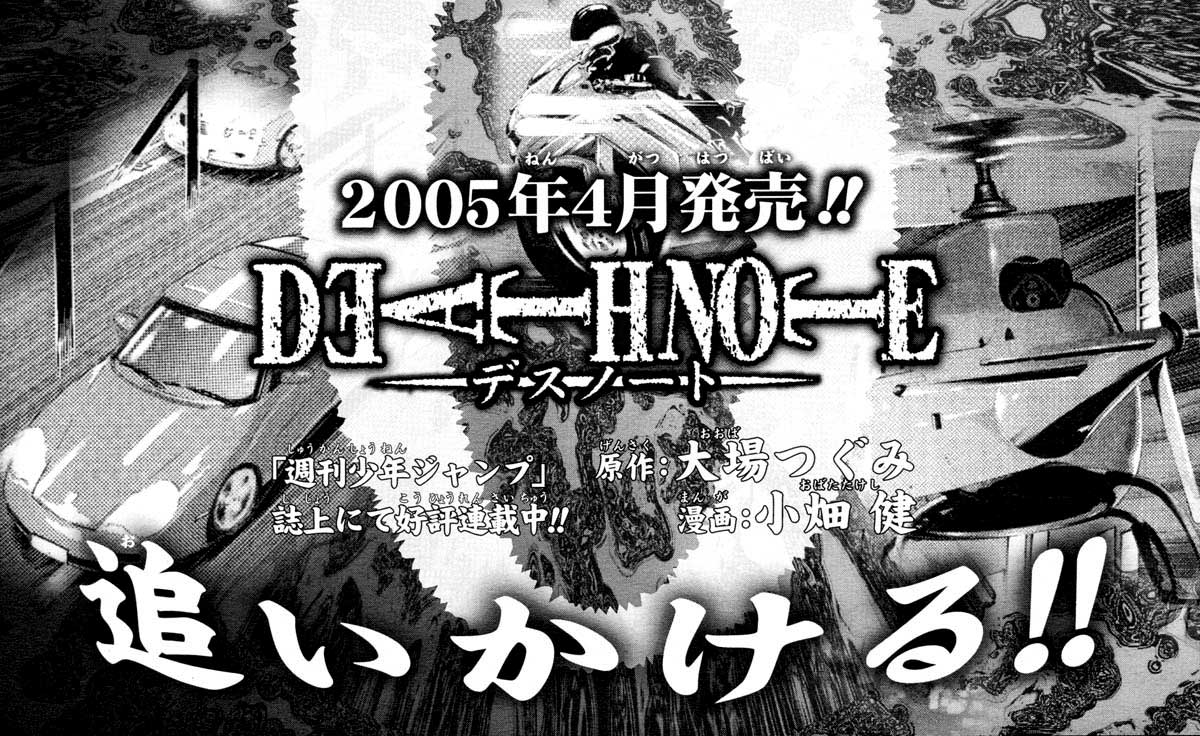 2005年4月発売!!
DEATH NOTE
デスノート
「週刊少年ジャンプ」
誌上にて好評連載中!!
原作:大場つぐみ
漫画:小畑 健
追いかける!!